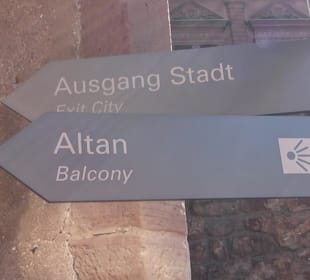 Ausgang Stadt
Exit City
Altan
Balcony